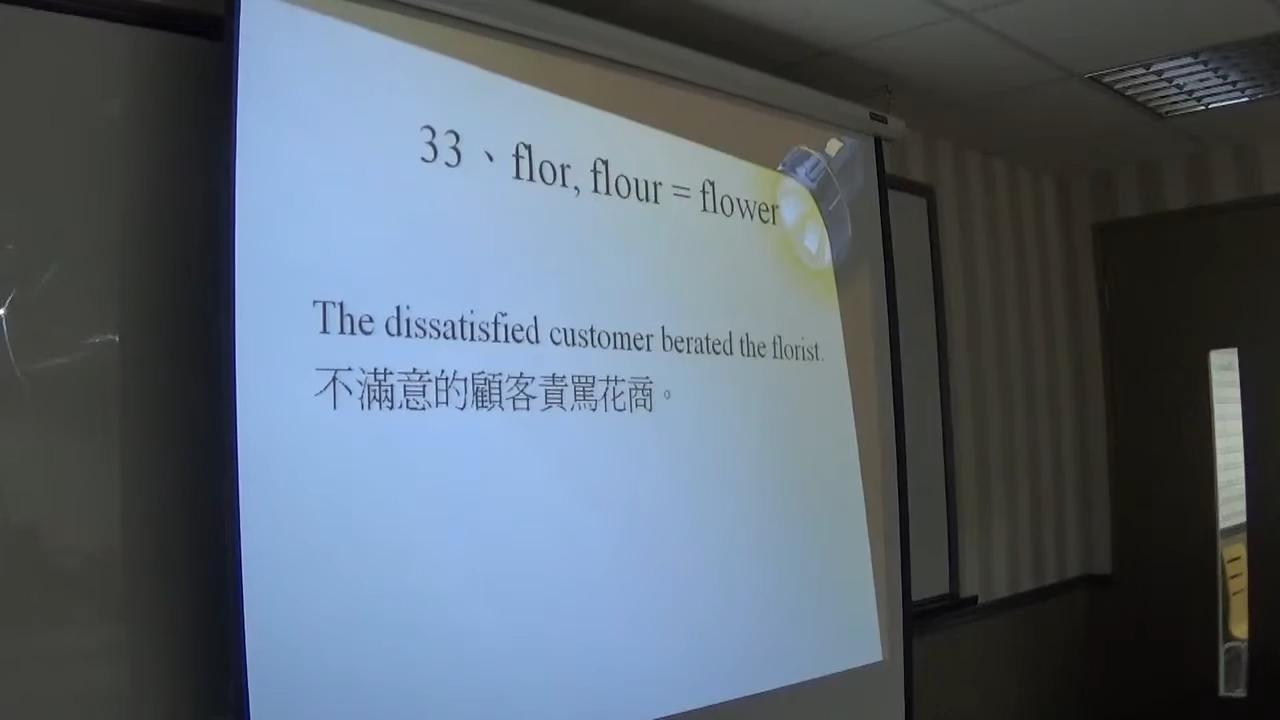 33、flor, flour = flower
The dissatisfied customer berated the florist.
不滿意的顧客責罵花商。